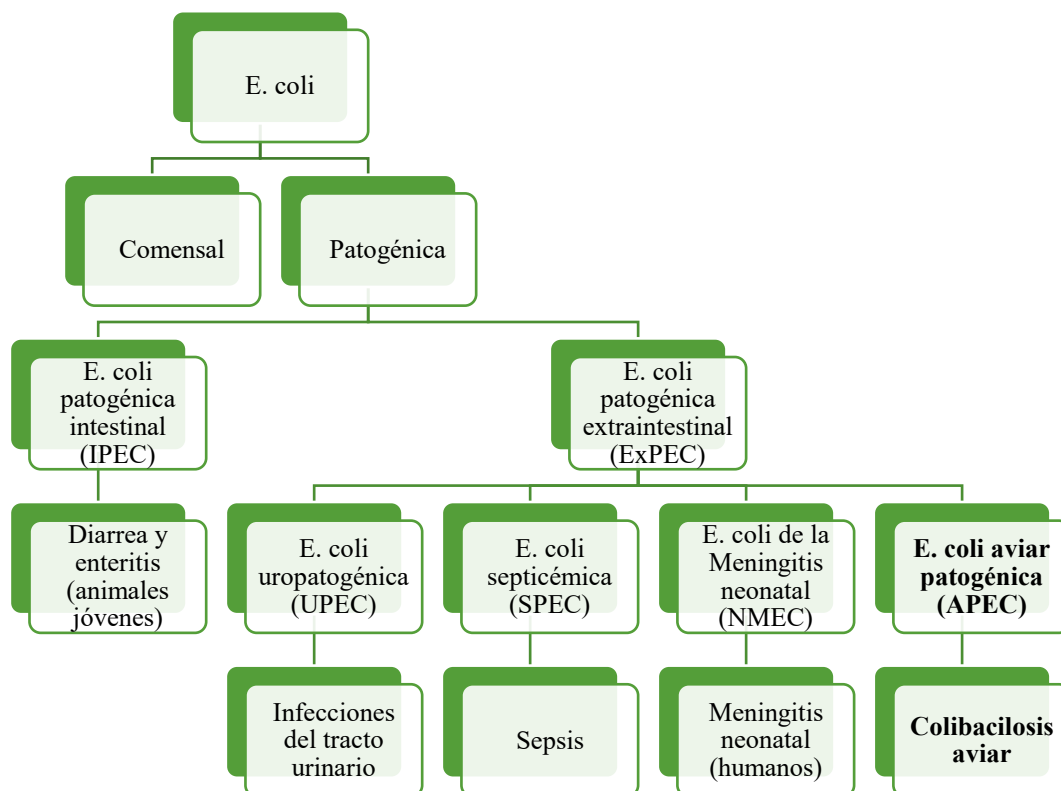 E. coli
Comensal
Patogénica
E. coli
patogénica
intestinal
(IPEC)
E. coli
patogénica
extraintestinal
(ExPEC)
Diarrea y
enteritis
(animales
jóvenes)
E. coli
uropatogénica
(UPEC)
E. coli
septicémica
(SPEC)
E. coli de la
Meningitis
neonatal
(NMEC)
E. coli aviar
patogénica
(APEC)
Infecciones
del tracto
urinario
Sepsis
Meningitis
neonatal
(humanos)
Colibacilosis
aviar